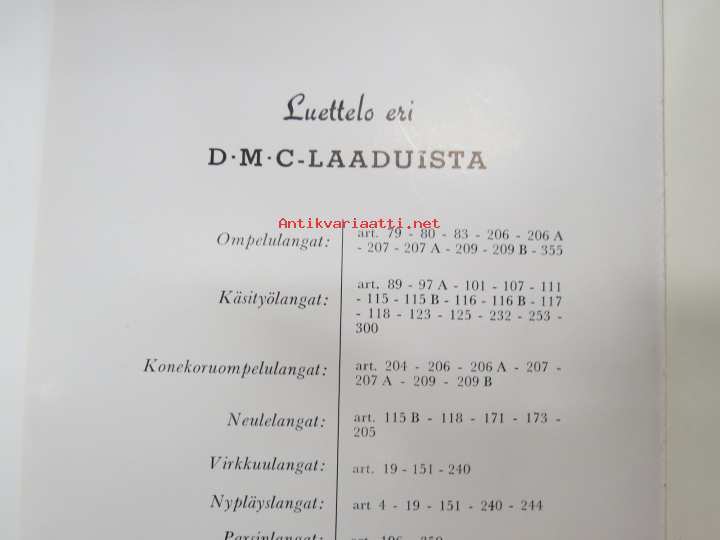 Luettelo eri
D·M·C-LAADUISTA
Antikvariaatti.net
Ompelulangat: art. 79 - 80 - 83 - 206 - 206 A
- 207 - 207 A - 209 - 209 B - 355
Käsityölangat: art. 89 - 97 A - 101 - 107 - 111
- 115 - 115 B - 116 - 116 B - 117
- 118 - 123 - 125 - 232 - 253 -
300
Konekoruompelulangat: art. 204 - 206 - 206 A - 207 -
207 A - 209 - 209 B
Neulelangat: art. 115 B - 118 - 171 - 173 -
205
Virkkuulangat: art. 19 - 151 - 240
Nypläyslangat: art 4 - 19 - 151 - 240 - 244
Parsinlangat: